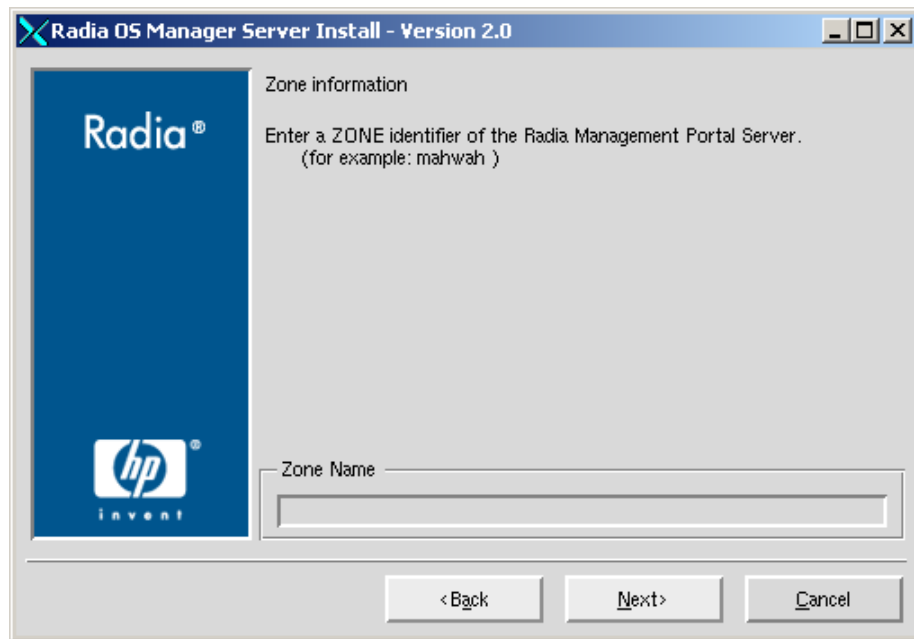 Radia OS Manager Server Install - Version 2.0
Radia®
Zone information
Enter a ZONE identifier of the Radia Management Portal Server.
(for example: mahwah )
hp®
invent
Zone Name
<Back
Next>
Cancel